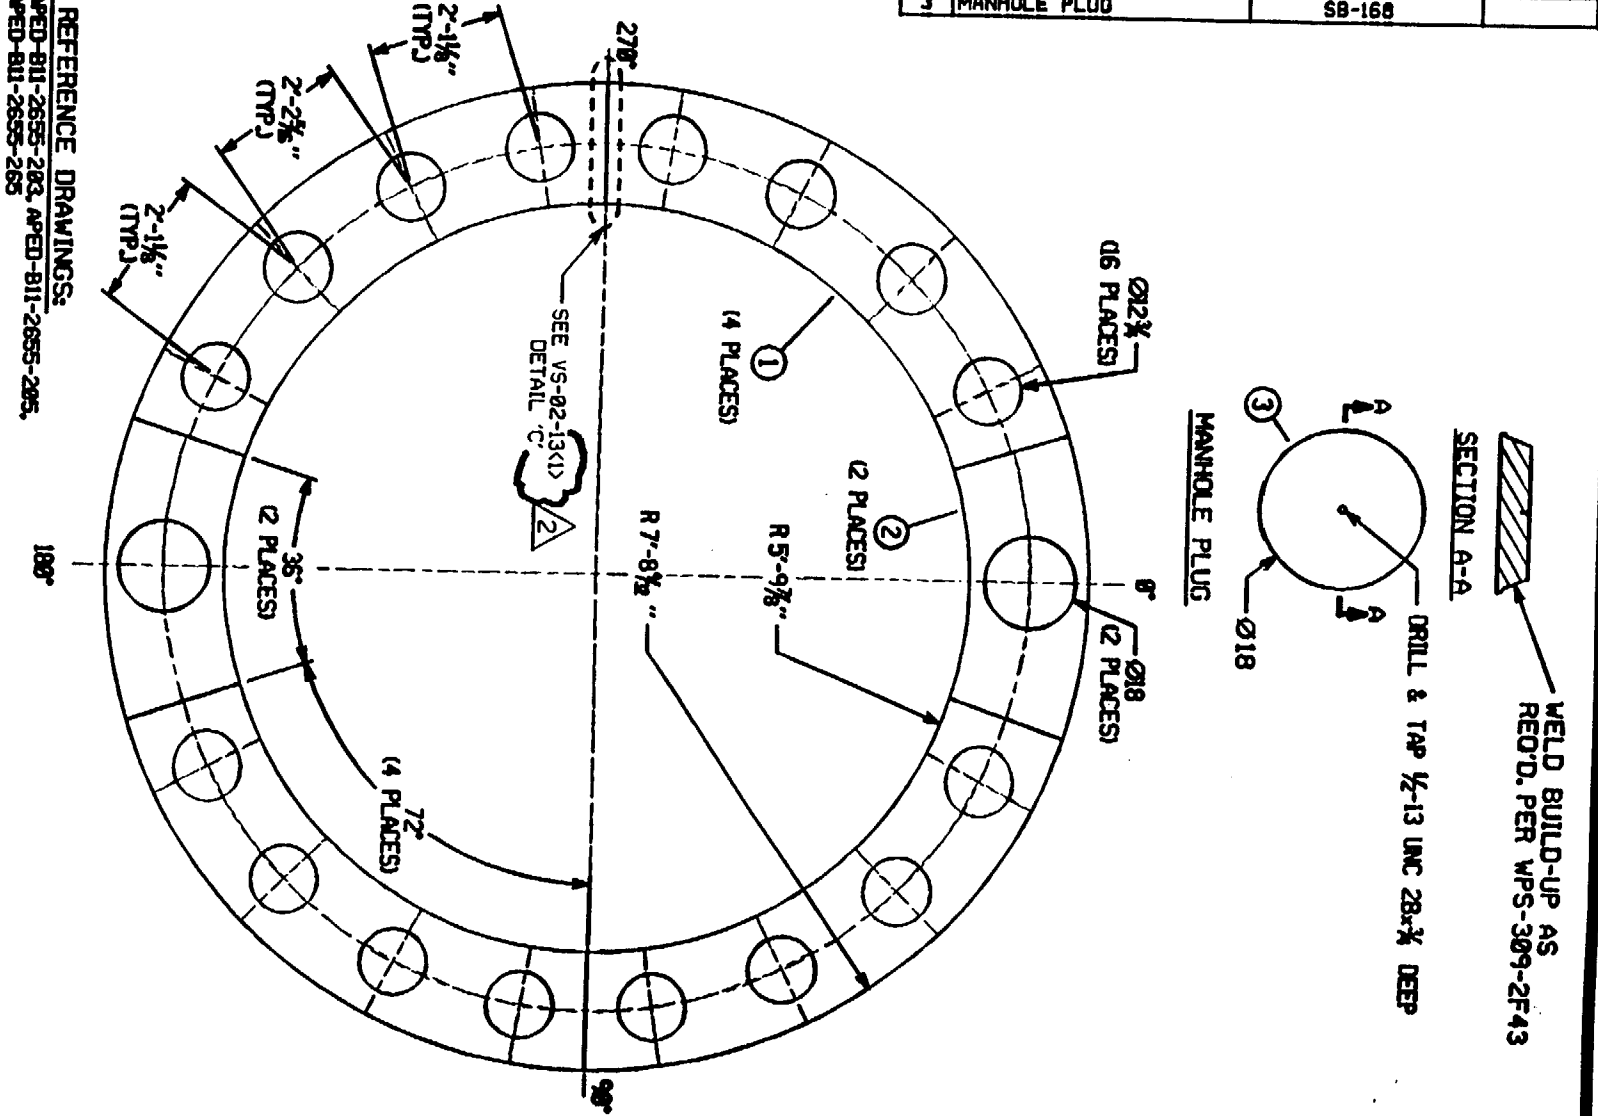 3 MANHOLE PLUG SB-168
WELD BUILD-UP AS
REQ'D. PER WPS-309-2F43
SECTION A-A
A
A
3
DRILL & TAP 1/2-13 UNC 2B x 3/4 DEEP
Ø18
MANHOLE PLUG
Ø12¾
(16 PLACES)
0°
Ø18
(2 PLACES)
2
(2 PLACES)
R 5'-9⅞"
1
(4 PLACES)
R 7'-8 "
270°
SEE VS-02-13<1>
DETAIL 'C'
2
90°
72°
(4 PLACES)
36°
(2 PLACES)
2'-1⅛"
(TYP.)
2'-2 "
(TYP.)
2'-1⅛"
(TYP.)
180°
REFERENCE DRAWINGS:
APED-B11-2655-203, APED-B11-2655-205,
APED-B11-2655-265